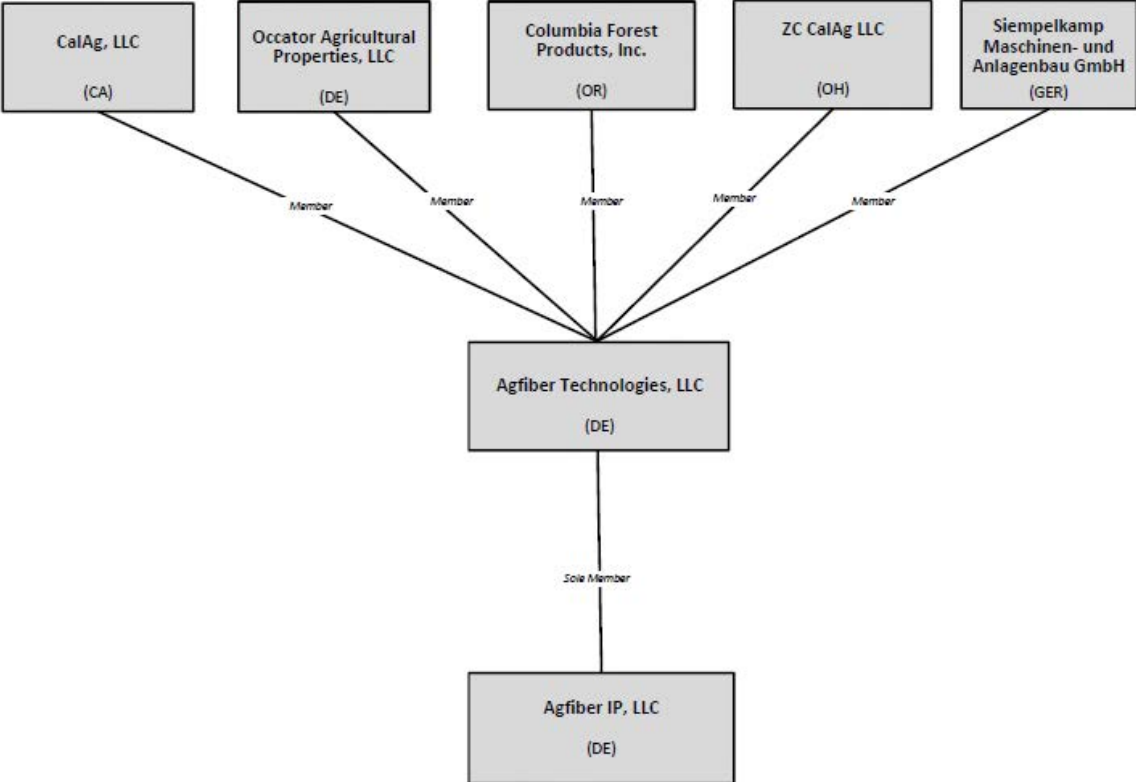 CalAg, LLC
(CA)
Occator Agricultural
Properties, LLC
(DE)
Columbia Forest
Products, Inc.
(OR)
ZC CalAg LLC
(OH)
Siempelkamp
Maschinen- und
Anlagenbau GmbH
(GER)
Member
Member
Member
Member
Member
Agfiber Technologies, LLC
(DE)
Sole Member
Agfiber IP, LLC
(DE)